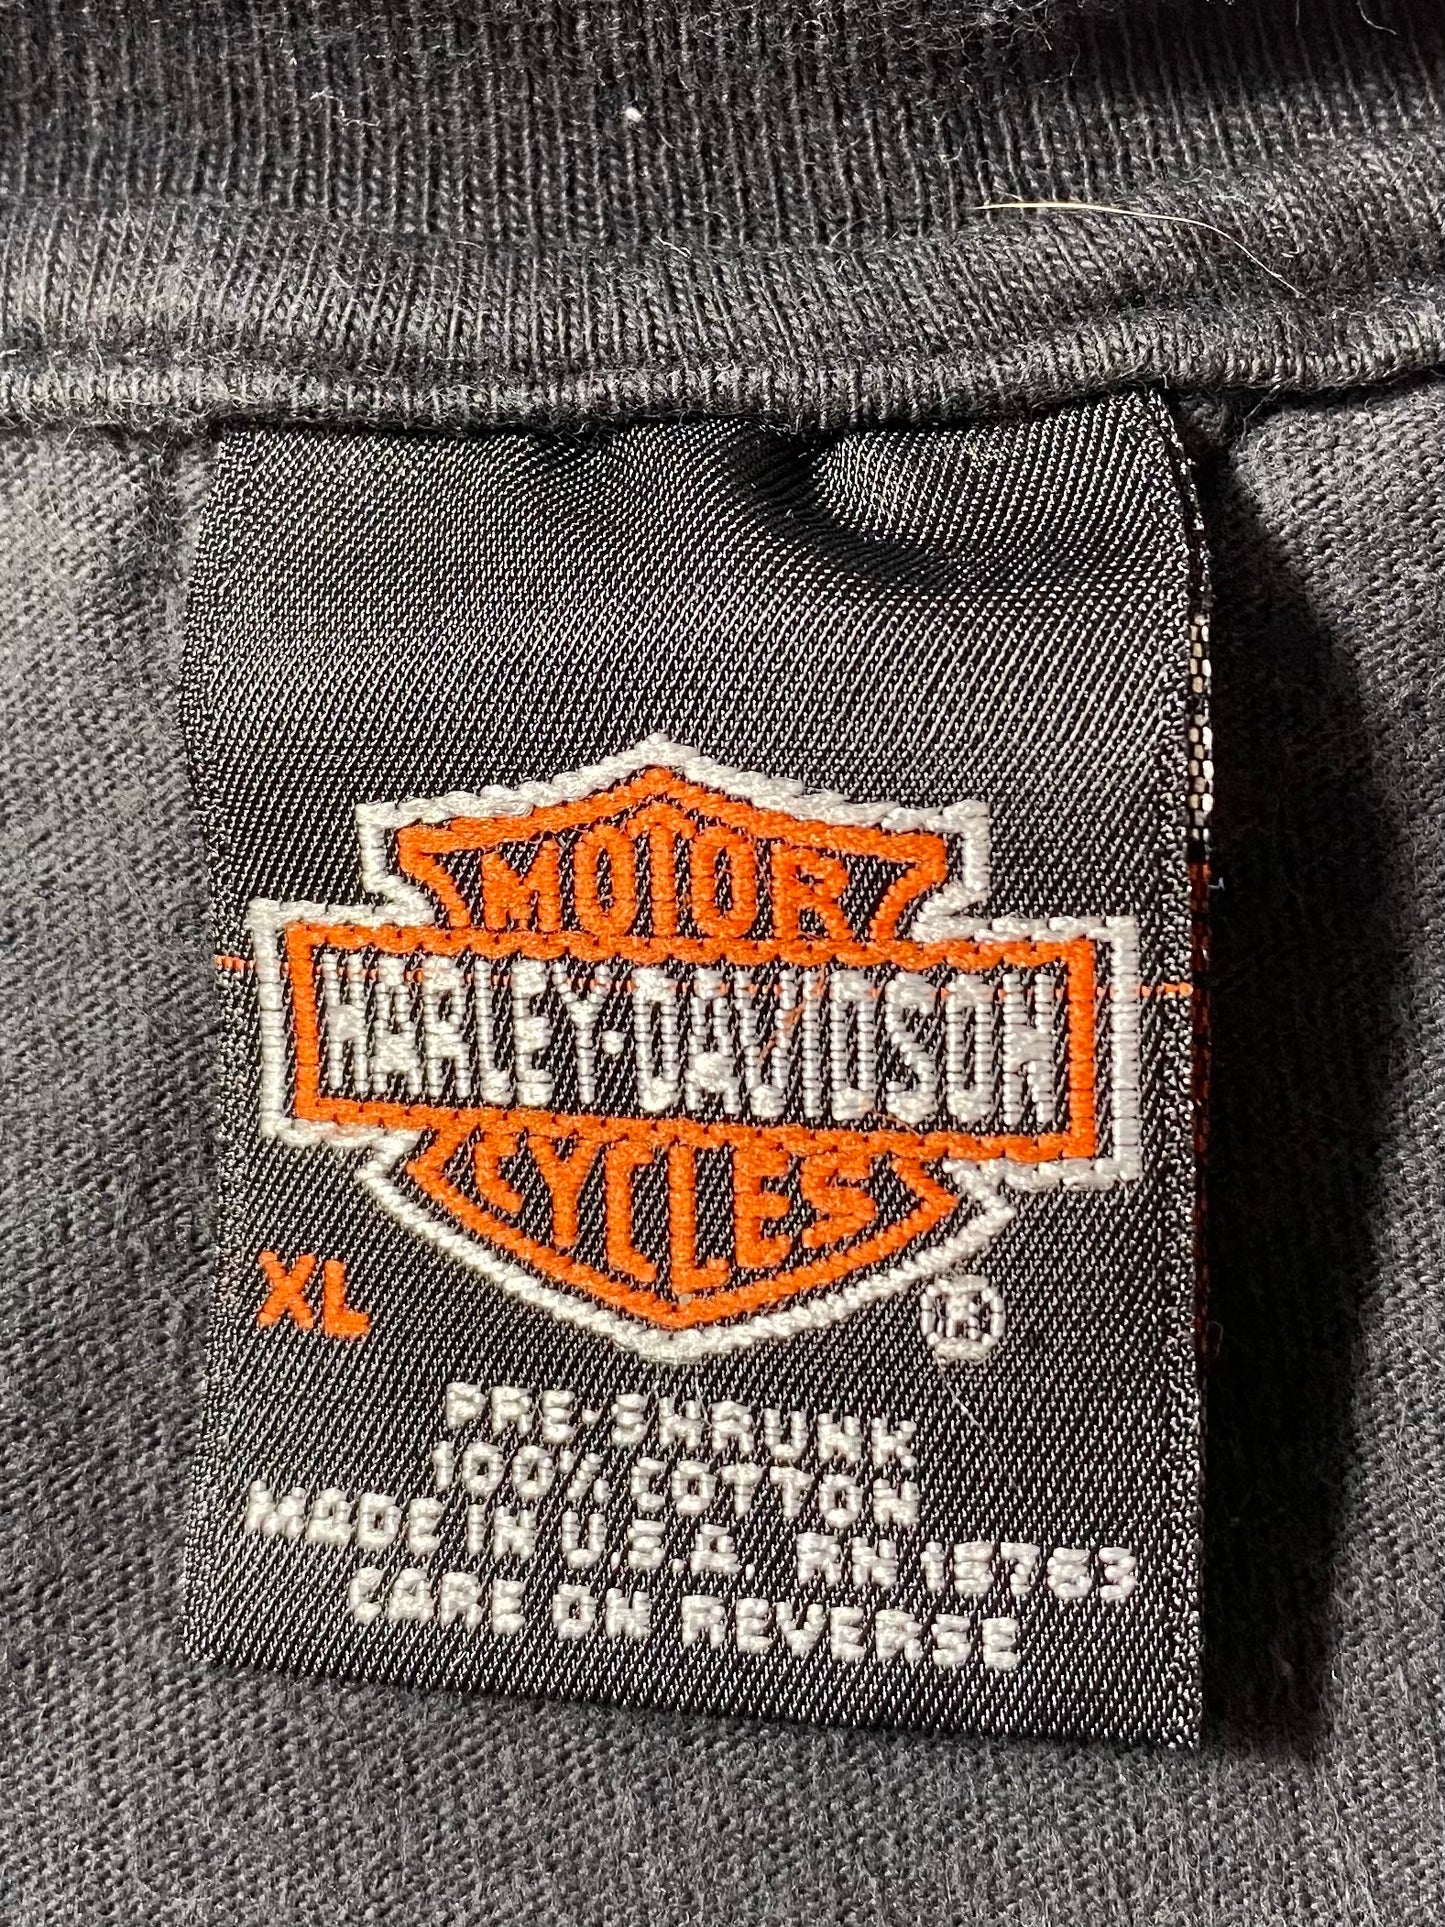 MOTOR
HARLEY-DAVIDSON
CYCLES
XL
®
PRE-SHRUNK
100% COTTON
MADE IN U.S.A. RN 15763
CARE ON REVERSE